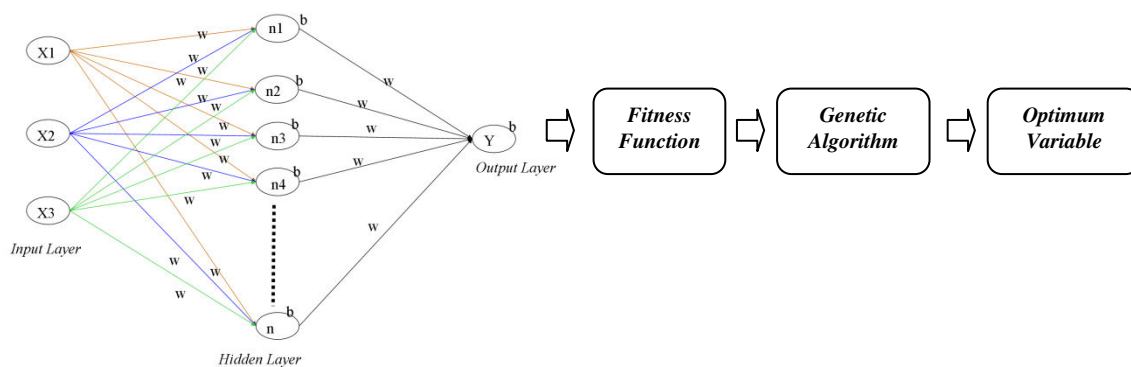 X1
X2
X3
Input Layer
w
w
w
w
w
w
w
w
w
w
w
w
w
w
n1
b
n2
b
n3
b
n4
b
n
b
Hidden Layer
w
w
w
w
w
Y
b
Output Layer
Fitness
Function
Genetic
Algorithm
Optimum
Variable